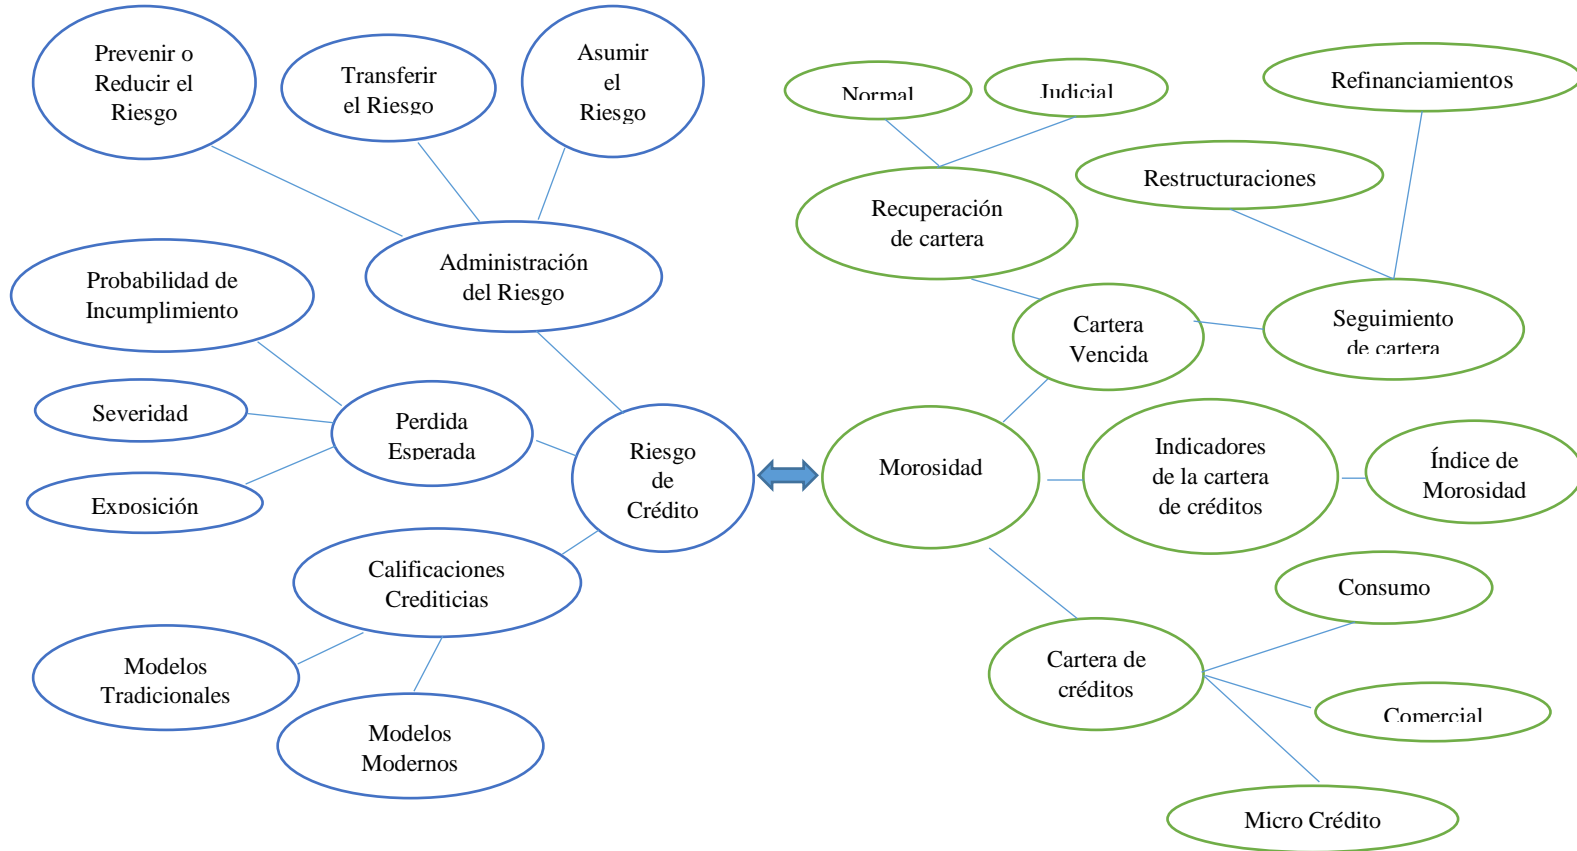 Prevenir o
Reducir el
Riesgo
Transferir
el Riesgo
Asumir
el
Riesgo
Administración
del Riesgo
Probabilidad de
Incumplimiento
Severidad
Exposición
Perdida
Esperada
Riesgo
de
Crédito
Calificaciones
Crediticias
Modelos
Tradicionales
Modelos
Modernos
Normal
Judicial
Refinanciamientos
Restructuraciones
Recuperación
de cartera
Cartera
Vencida
Seguimiento
de cartera
Morosidad
Indicadores
de la cartera
de créditos
Índice de
Morosidad
Consumo
Cartera de
créditos
Comercial
Micro Crédito